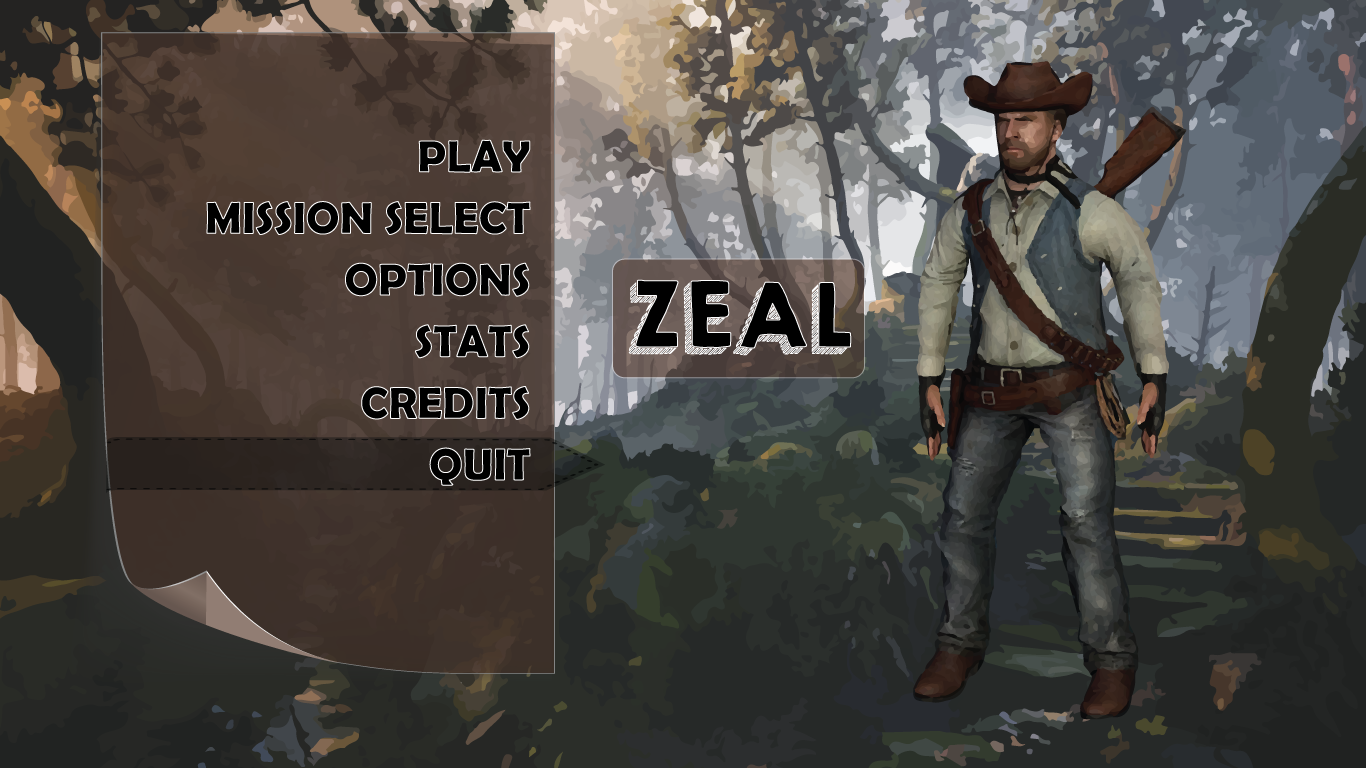 PLAY
MISSION SELECT
OPTIONS
STATS
CREDITS
QUIT
ZEAL